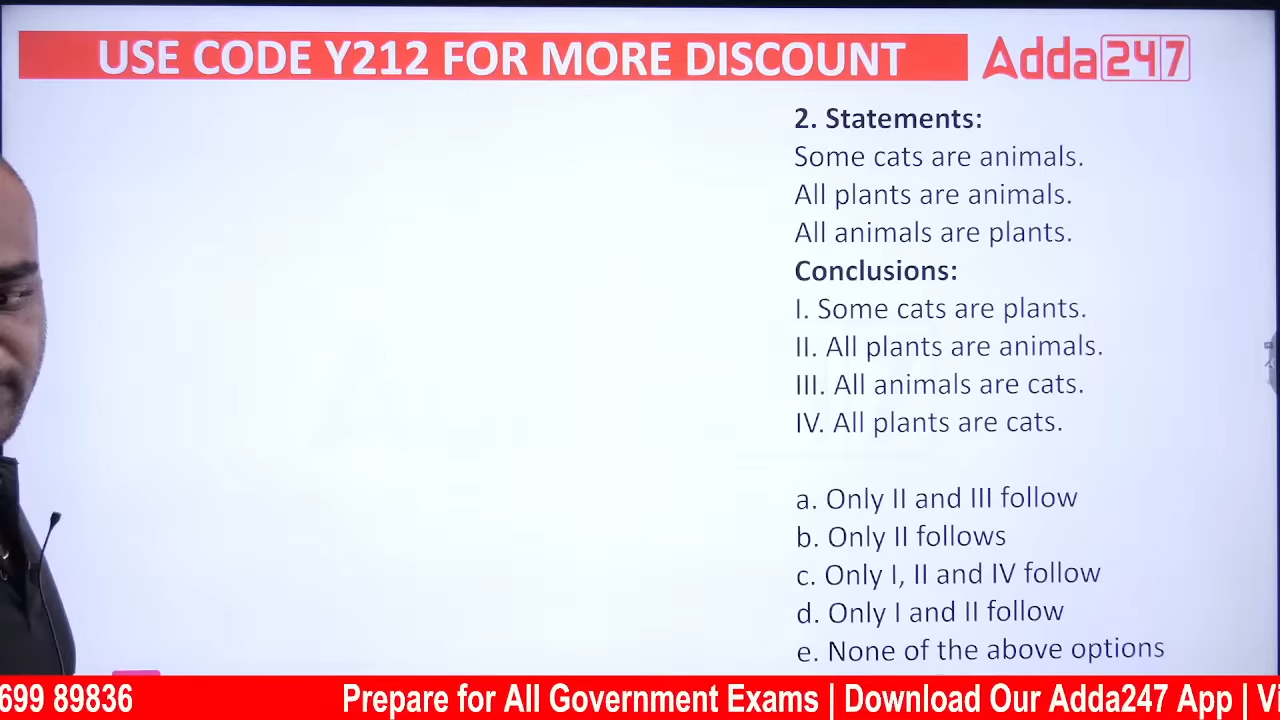 USE CODE Y212 FOR MORE DISCOUNT
Adda247
2. Statements:
Some cats are animals.
All plants are animals.
All animals are plants.
Conclusions:
I. Some cats are plants.
II. All plants are animals.
III. All animals are cats.
IV. All plants are cats.
a. Only II and III follow
b. Only II follows
c. Only I, II and IV follow
d. Only I and II follow
e. None of the above options
699 89836 Prepare for All Government Exams | Download Our Adda247 App | Vi